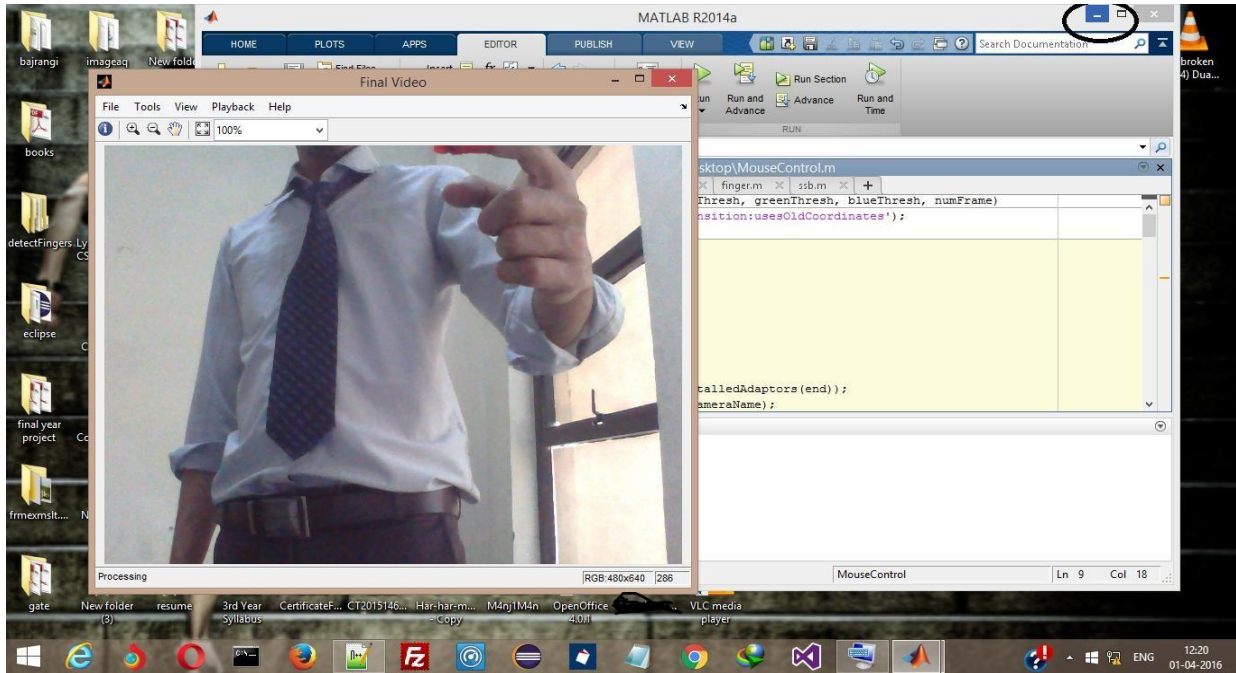 MATLAB R2014a
HOME PLOTS APPS EDITOR PUBLISH VIEW
Search Documentation
bajrangi
imageaq
New folde
broken
4) Dua...
Final Video
File Tools View Playback Help
100%
Run Section
Run and
Advance
Advance
Run and
Time
RUN
books
sktop\MouseControl.m
finger.m ssb.m
Thresh, greenThresh, blueThresh, numFrame)
nsition:usesOldCoordinates');
detectFingers
Ly
CS
eclipse
C
talledAdaptors(end));
ameraName);
final year
project
Co
frmexmslt....
N
Processing
RGB:480x640 286
MouseControl
Ln 9 Col 18
gate
New folder
(3)
resume
3rd Year
Syllabus
CertificateF...
CT2015146...
Har-har-m...
- Copy
M4nj1M4n
OpenOffice
VLC media
player
ENG
12:20
01-04-2016